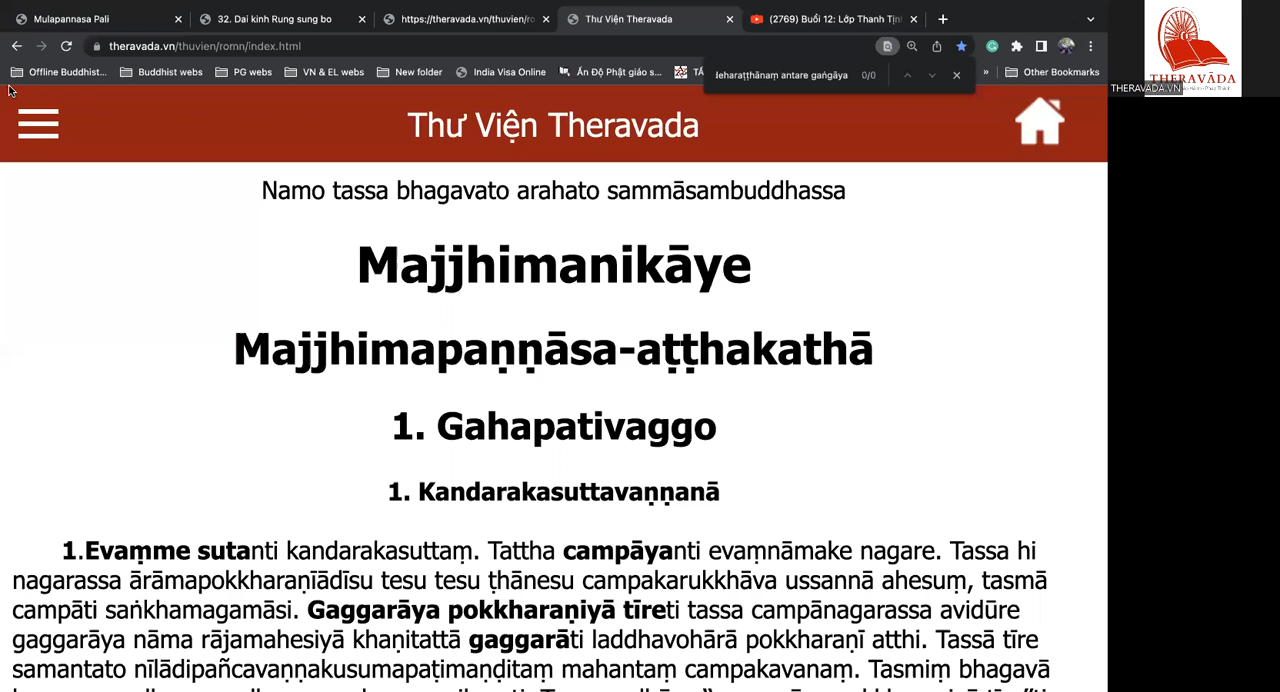 Mulapannasa Pali
32. Dai kinh Rung sung bo
https://theravada.vn/thuvien/ro
Thư Viện Theravada
(2769) Buổi 12: Lớp Thanh Tịnh
theravada.vn/thuvien/romn/index.html
Offline Buddhist...
Buddhist webs
PG webs
VN & EL webs
New folder
India Visa Online
Ấn Độ Phật giáo s...
leharaṭṭhānaṃ antare gaṅgāya
0/0
»
Other Bookmarks
THERAVĀDA
THERAVADA.VN
Thư Viện Theravada
Namo tassa bhagavato arahato sammāsambuddhassa
Majjhimanikāye
Majjhimapaṇṇāsa-aṭṭhakathā
1. Gahapativaggo
1. Kandarakasuttavaṇṇanā
1.Evaṃme sutanti kandarakasuttaṃ. Tattha campāyanti evaṃnāmake nagare. Tassa hi
nagarassa ārāmapokkharaṇīādīsu tesu tesu ṭhānesu campakarukkhāva ussannā ahesuṃ, tasmā
campāti saṅkhamagamāsi. Gaggarāya pokkharaṇiyā tīreti tassa campānagarassa avidūre
gaggarāya nāma rājamahesiyā khaṇitattā gaggarāti laddhavohārā pokkharaṇī atthi. Tassā tīre
samantato nīlādipañcavaṇṇakusumapaṭimaṇḍitaṃ mahantaṃ campakavanaṃ. Tasmiṃ bhagavā